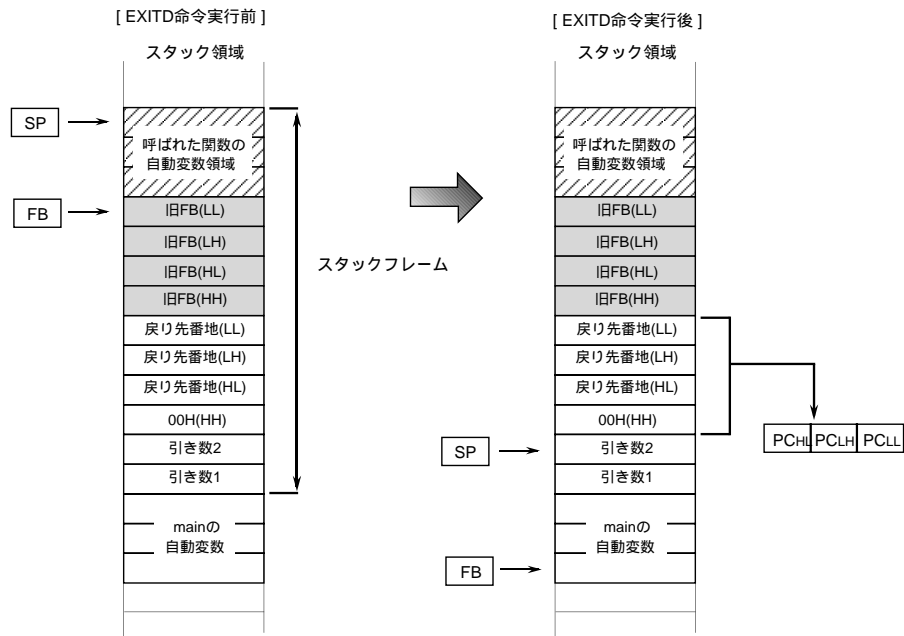 [ EXITD命令実行前 ]
スタック領域
SP
呼ばれた関数の
自動変数領域
FB
旧FB(LL)
旧FB(LH)
旧FB(HL)
旧FB(HH)
戻り先番地(LL)
戻り先番地(LH)
戻り先番地(HL)
00H(HH)
引き数2
引き数1
mainの
自動変数
スタックフレーム
[ EXITD命令実行後 ]
スタック領域
呼ばれた関数の
自動変数領域
旧FB(LL)
旧FB(LH)
旧FB(HL)
旧FB(HH)
戻り先番地(LL)
戻り先番地(LH)
戻り先番地(HL)
00H(HH)
SP
引き数2
引き数1
mainの
自動変数
FB
PCHL PCLH PCLL